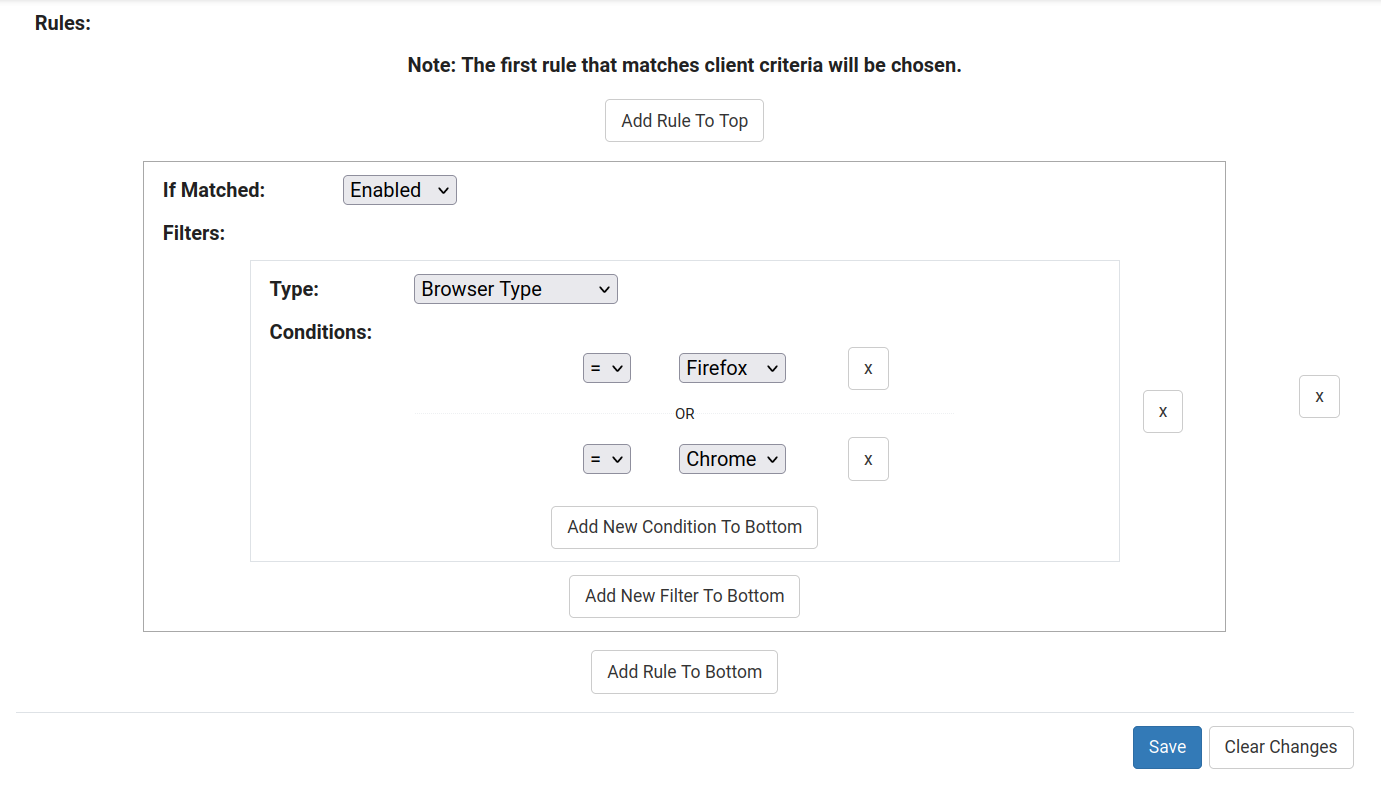 Rules:
Note: The first rule that matches client criteria will be chosen.
Add Rule To Top
If Matched: Enabled
Filters:
Type: Browser Type
Conditions:
= Firefox x
OR
= Chrome x
x
x
Add New Condition To Bottom
Add New Filter To Bottom
Add Rule To Bottom
Save Clear Changes